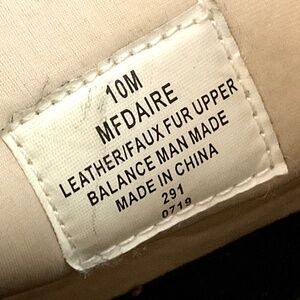 10M
MFDAIRE
LEATHER/FAUX FUR UPPER
BALANCE MAN MADE
MADE IN CHINA
291
0719